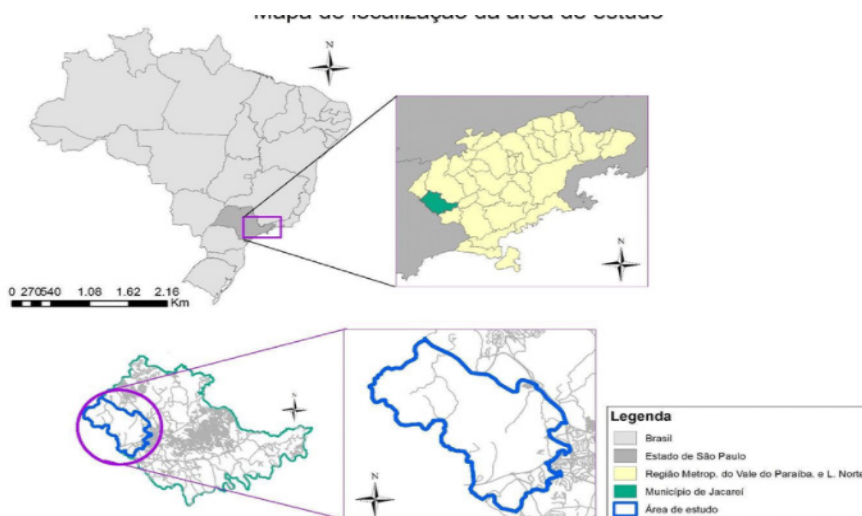 Mapa de localização da área de estudo
N
N
0 270540 1.08 1.62 2.16
Km
N
N
Legenda
Brasil
Estado de São Paulo
Região Metrop. do Vale do Paraíba. e L. Norte
Município de Jacareí
Área de estudo